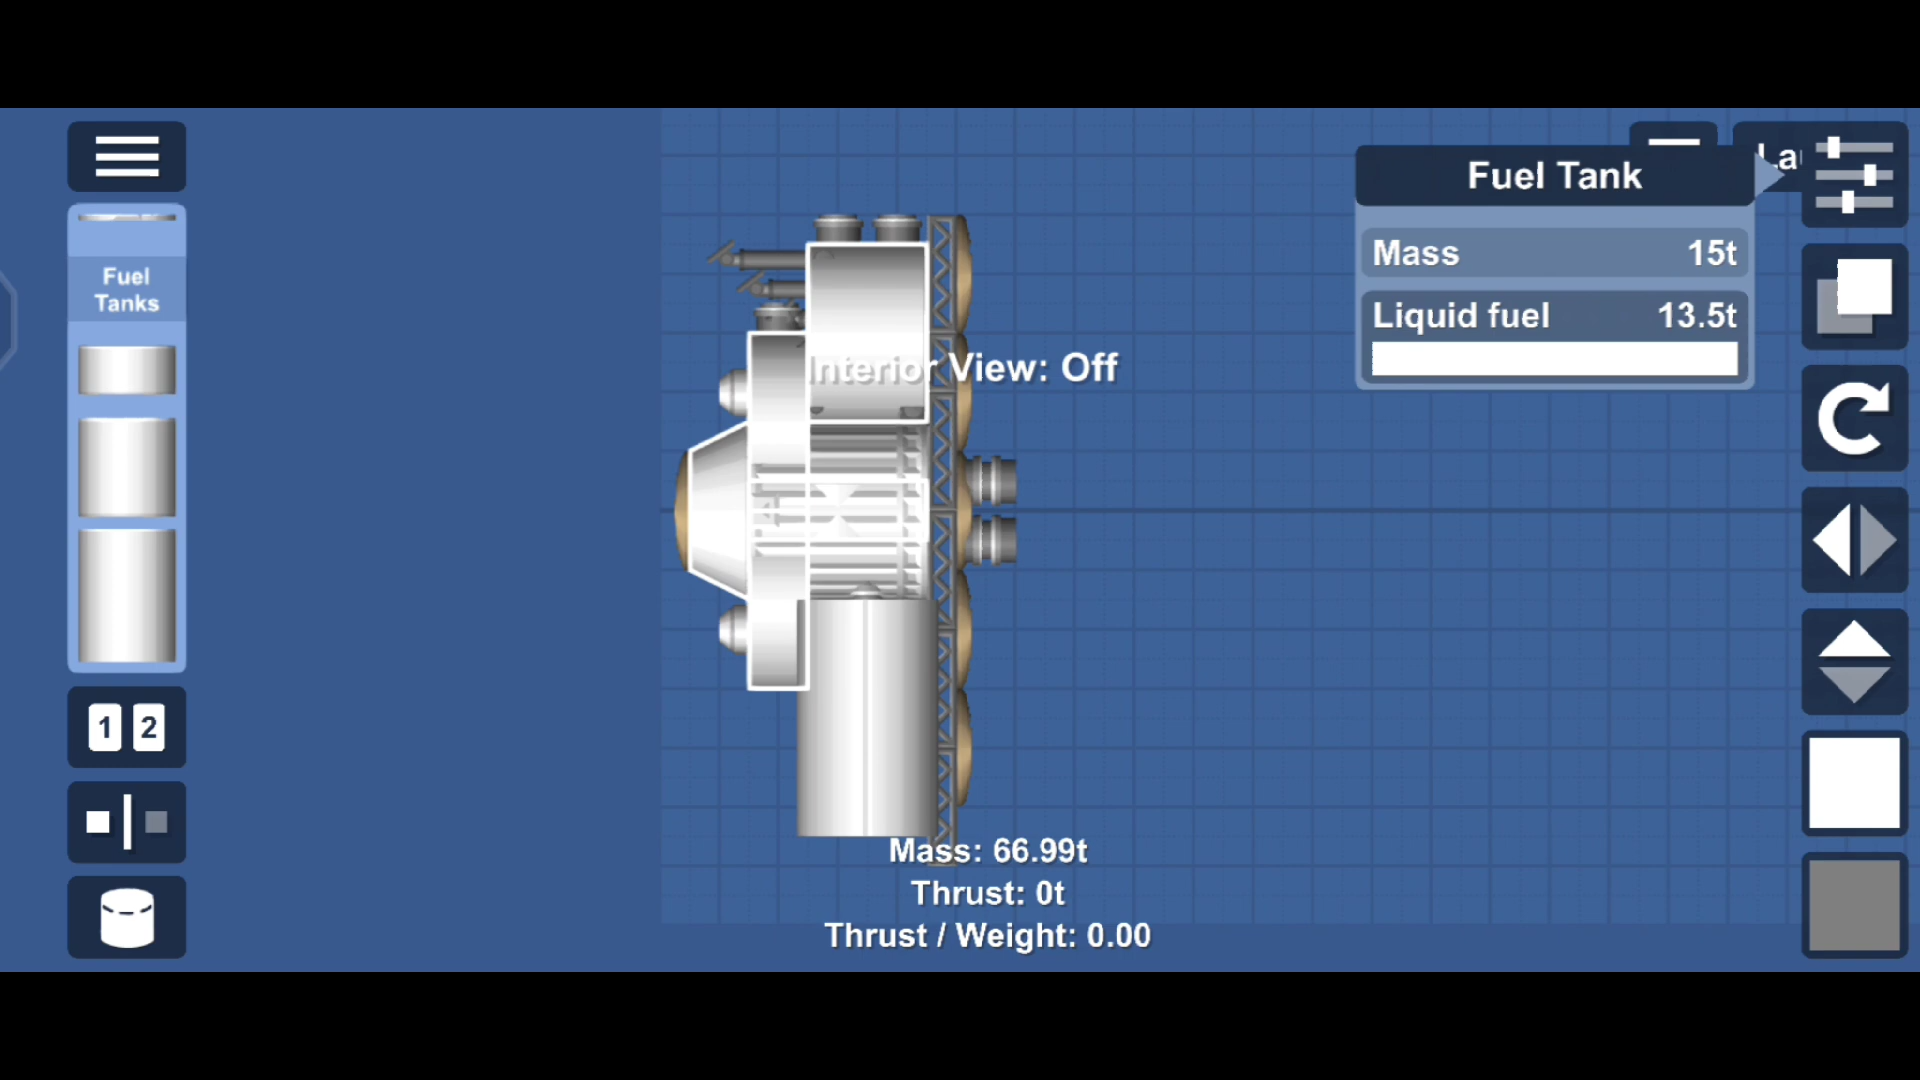 La
Fuel Tank
Mass 15t
Liquid fuel 13.5t
Fuel
Tanks
Interior View: Off
1 2
Mass: 66.99t
Thrust: 0t
Thrust / Weight: 0.00